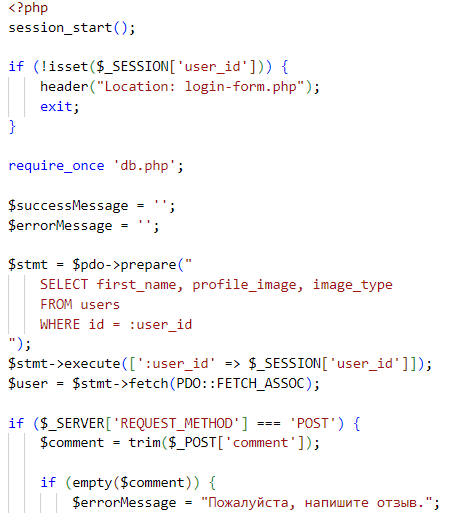 <?php
session_start();

if (!isset($_SESSION['user_id'])) {
    header("Location: login-form.php");
    exit;
}

require_once 'db.php';

$successMessage = '';
$errorMessage = '';

$stmt = $pdo->prepare("
    SELECT first_name, profile_image, image_type
    FROM users
    WHERE id = :user_id
");
$stmt->execute([':user_id' => $_SESSION['user_id']]);
$user = $stmt->fetch(PDO::FETCH_ASSOC);

if ($_SERVER['REQUEST_METHOD'] === 'POST') {
    $comment = trim($_POST['comment']);

    if (empty($comment)) {
        $errorMessage = "Пожалуйста, напишите отзыв.";